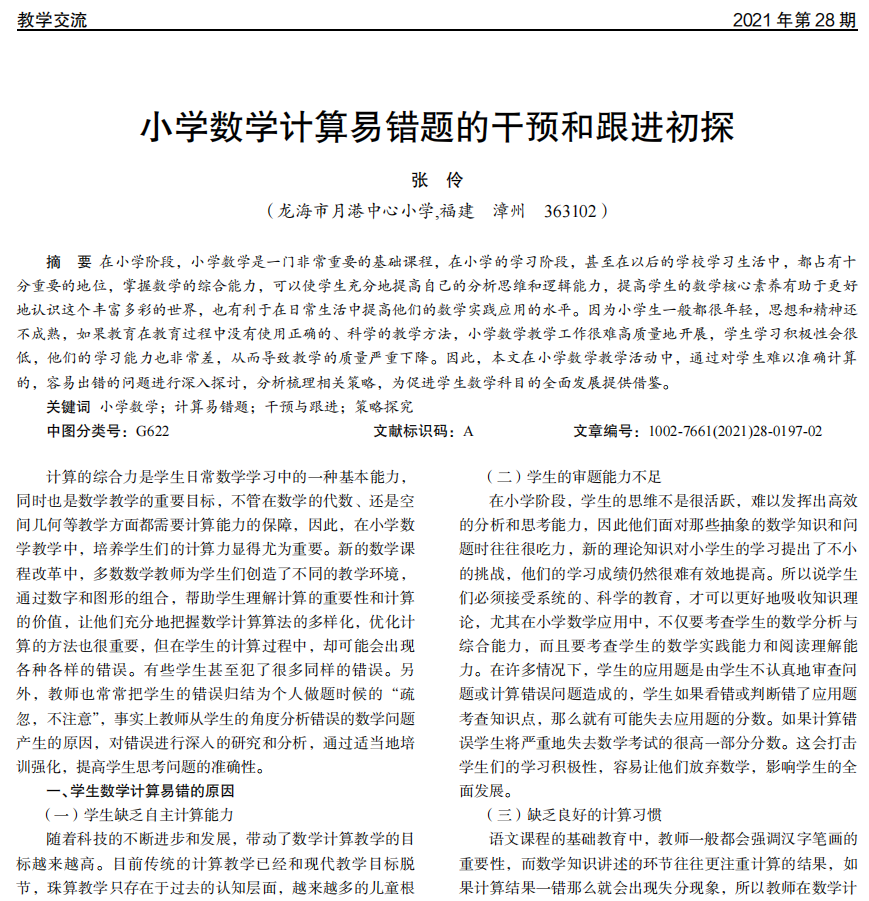 教学交流
2021 年第 28 期
小学数学计算易错题的干预和跟进初探
张　伶
（龙海市月港中心小学,福建　漳州　363102）
摘　要 在小学阶段，小学数学是一门非常重要的基础课程，在小学的学习阶段，甚至在以后的学校学习生活中，都占有十
分重要的地位，掌握数学的综合能力，可以使学生充分地提高自己的分析思维和逻辑能力，提高学生的数学核心素养有助于更好
地认识这个丰富多彩的世界，也有利于在日常生活中提高他们的数学实践应用的水平。因为小学生一般都很年轻，思想和精神还
不成熟，如果教育在教育过程中没有使用正确的、科学的教学方法，小学数学教学工作很难高质量地开展，学生学习积极性会很
低，他们的学习能力也非常差，从而导致教学的质量严重下降。因此，本文在小学数学教学活动中，通过对学生难以准确计算
的，容易出错的问题进行深入探讨，分析梳理相关策略，为促进学生数学科目的全面发展提供借鉴。
关键词 小学数学；计算易错题；干预与跟进；策略探究
中图分类号：G622　文献标识码：A　文章编号：1002-7661(2021)28-0197-02
计算的综合力是学生日常数学学习中的一种基本能力，
同时也是数学教学的重要目标，不管在数学的代数、还是空
间几何等教学方面都需要计算能力的保障，因此，在小学数
学教学中，培养学生们的计算力显得尤为重要。新的数学课
程改革中，多数数学教师为学生们创造了不同的教学环境，
通过数字和图形的组合，帮助学生理解计算的重要性和计算
的价值，让他们充分地把握数学计算算法的多样化，优化计
算的方法也很重要，但在学生的计算过程中，却可能会出现
各种各样的错误。有些学生甚至犯了很多同样的错误。另
外，教师也常常把学生的错误归结为个人做题时候的“疏
忽，不注意”，事实上教师从学生的角度分析错误的数学问题
产生的原因，对错误进行深入的研究和分析，通过适当地培
训强化，提高学生思考问题的准确性。
一、学生数学计算易错的原因
（一）学生缺乏自主计算能力
随着科技的不断进步和发展，带动了数学计算教学的目
标越来越高。目前传统的计算教学已经和现代教学目标脱
节，珠算教学只存在于过去的认知层面，越来越多的儿童根
（二）学生的审题能力不足
在小学阶段，学生的思维不是很活跃，难以发挥出高效
的分析和思考能力，因此他们面对那些抽象的数学知识和问
题时往往很吃力，新的理论知识对小学生的学习提出了不小
的挑战，他们的学习成绩仍然很难有效地提高。所以说学生
们必须接受系统的、科学的教育，才可以更好地吸收知识理
论，尤其在小学数学应用中，不仅要考查学生的数学分析与
综合能力，而且要考查学生的数学实践能力和阅读理解能
力。在许多情况下，学生的应用题是由学生不认真地审查问
题或计算错误问题造成的，学生如果看错或判断错了应用题
考查知识点，那么就有可能失去应用题的分数。如果计算错
误学生将严重地失去数学考试的很高一部分分数。这会打击
学生们的学习积极性，容易让他们放弃数学，影响学生的全
面发展。
（三）缺乏良好的计算习惯
语文课程的基础教育中，教师一般都会强调汉字笔画的
重要性，而数学知识讲述的环节往往更注重计算的结果，如
果计算结果一错那么就会出现失分现象，所以教师在数学计